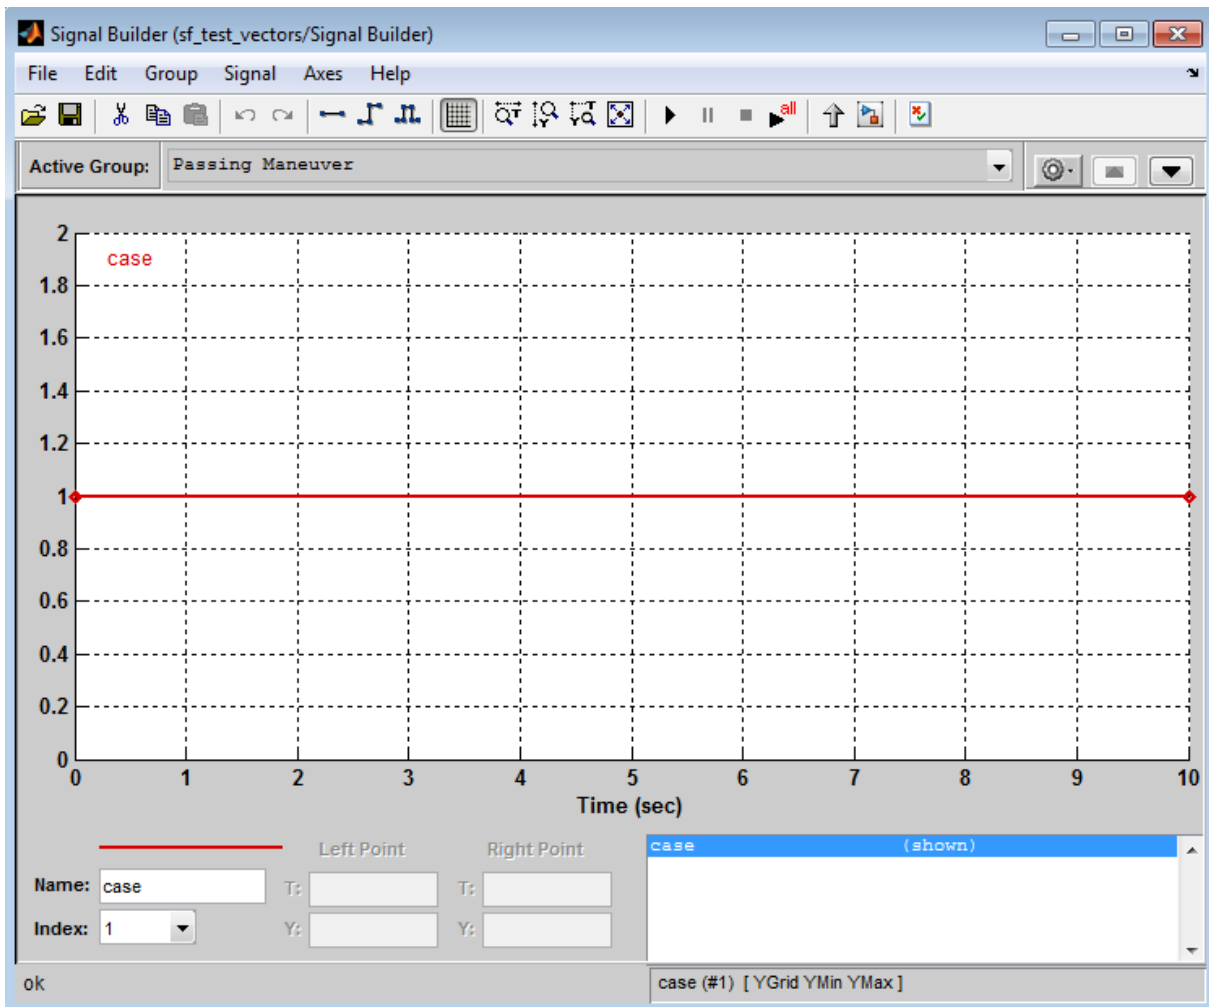 Signal Builder (sf_test_vectors/Signal Builder)
File Edit Group Signal Axes Help
all
Active Group: Passing Maneuver
case
2
1.8
1.6
1.4
1.2
1
0.8
0.6
0.4
0.2
0
0 1 2 3 4 5 6 7 8 9 10
Time (sec)
Left Point Right Point
Name: case T: T:
Index: 1 Y: Y:
case (shown)
ok
case (#1) [ YGrid YMin YMax ]